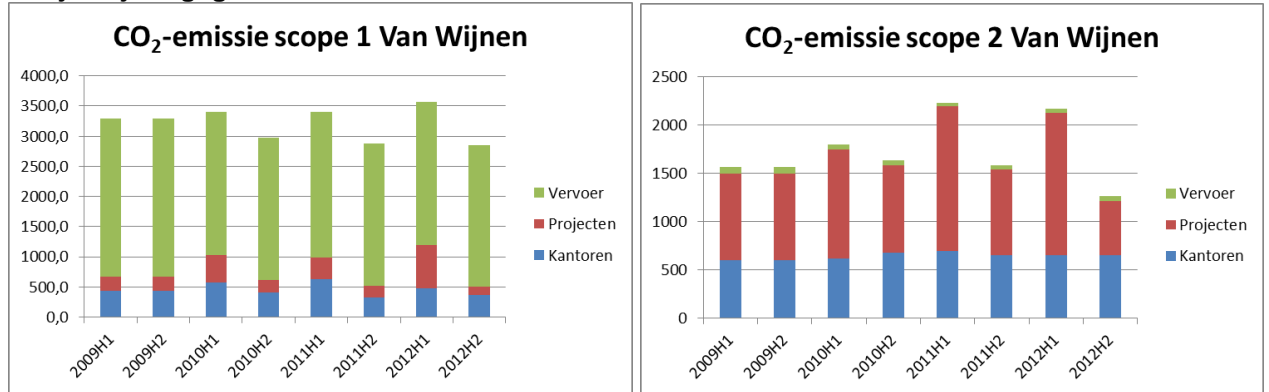 CO₂-emissie scope 1 Van Wijnen
4000,0
3500,0
3000,0
2500,0
2000,0
1500,0
1000,0
500,0
0,0
2009H1
2009H2
2010H1
2010H2
2011H1
2011H2
2012H1
2012H2
Vervoer
Projecten
Kantoren
CO₂-emissie scope 2 Van Wijnen
2500
2000
1500
1000
500
0
2009H1
2009H2
2010H1
2010H2
2011H1
2011H2
2012H1
2012H2
Vervoer
Projecten
Kantoren